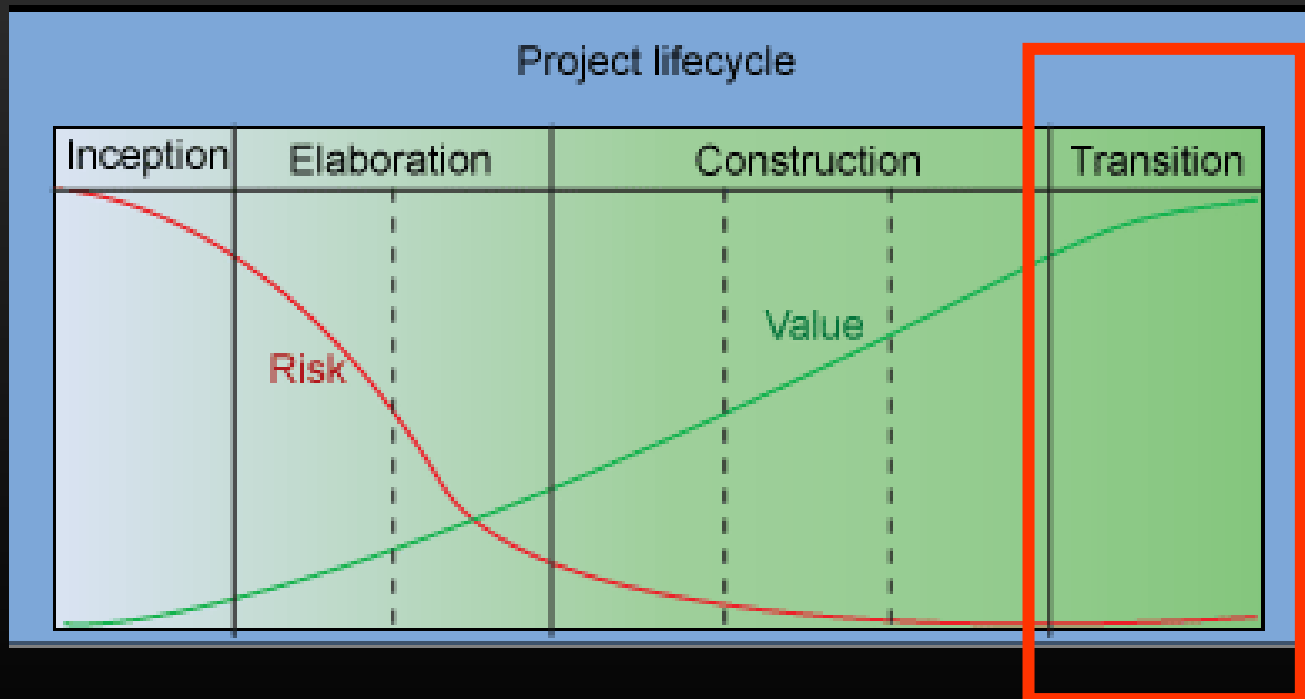 Project lifecycle
Inception Elaboration Construction Transition
Value
Risk